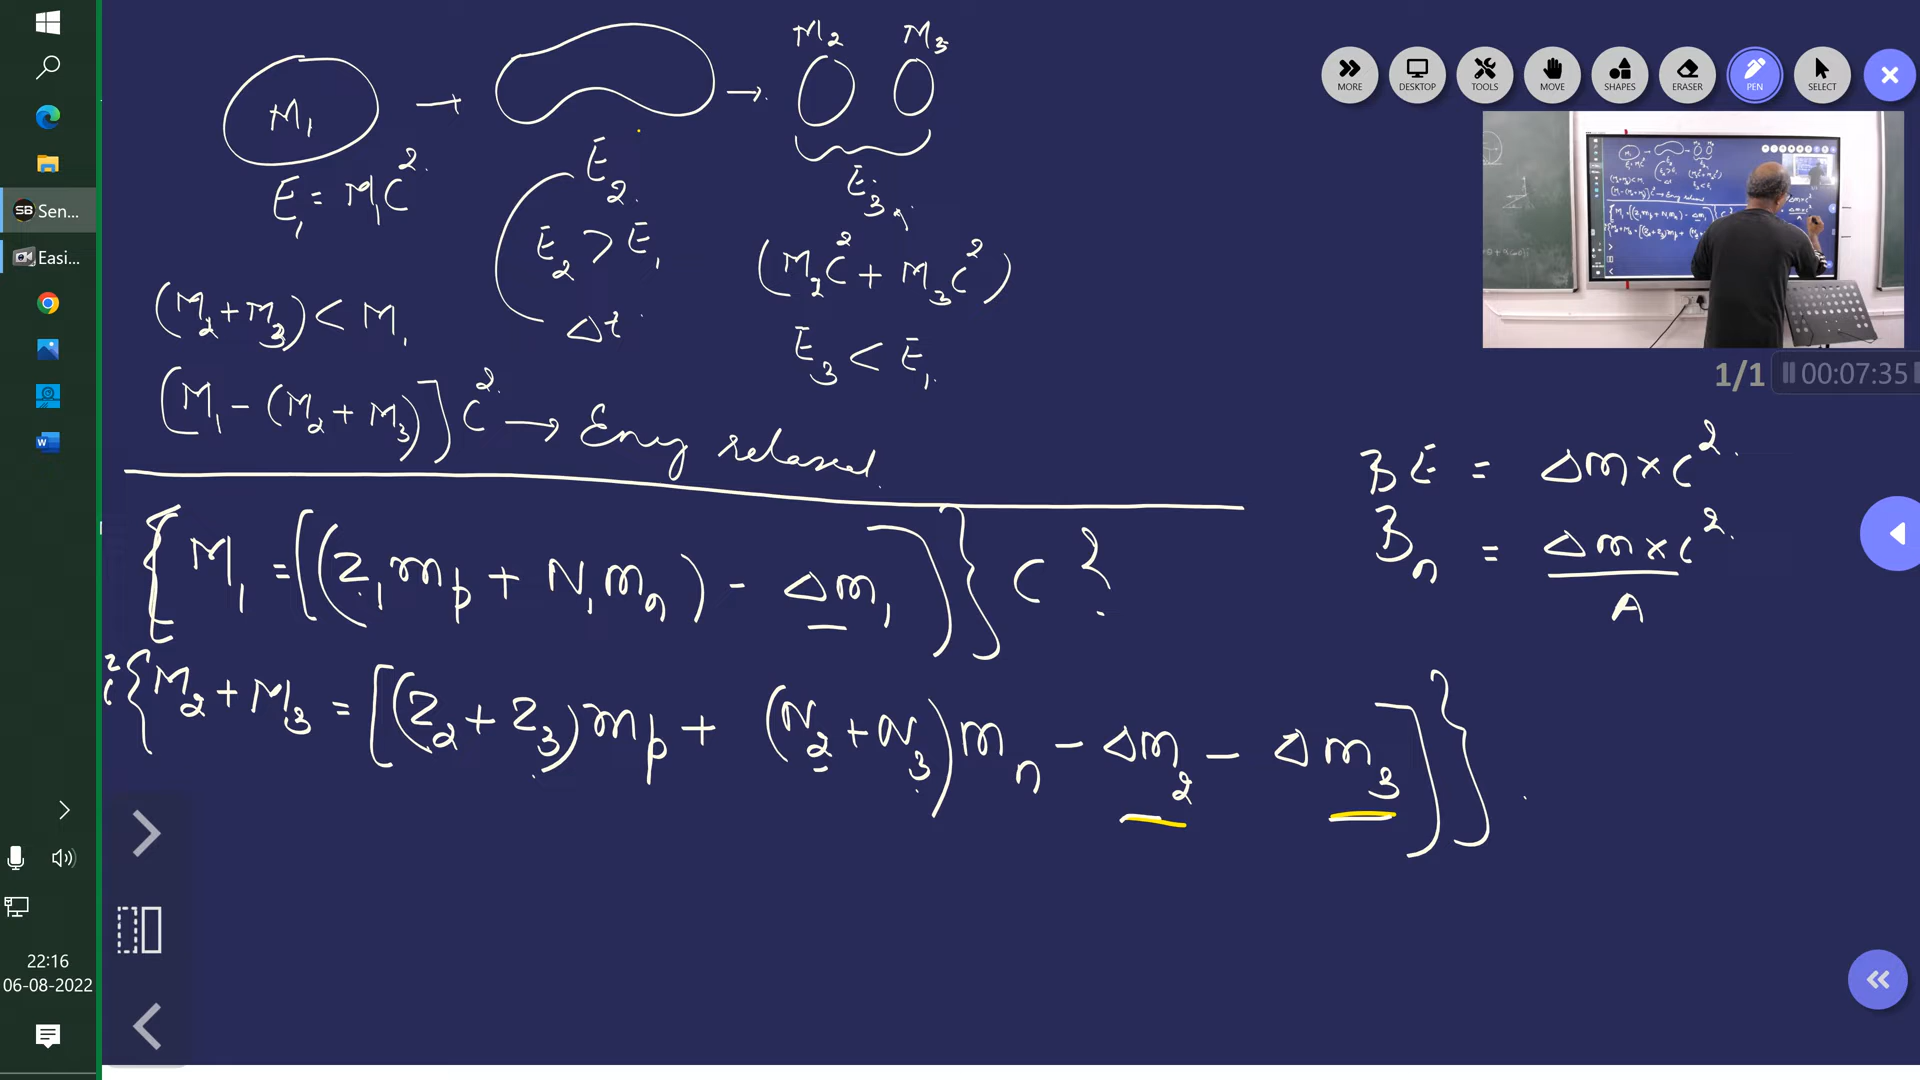 M₁ → → M₂ M₃
E₁ = M₁C²
E₂
E₂ > E₁
Δt
E₃
(M₂C² + M₃C²)
E₃ < E₁
(M₂+M₃) < M₁
[M₁ - (M₂ + M₃)] C² → Energy released
{M₁ = [(Z₁mp + N₁mn) - Δm₁]} C²
C²{M₂ + M₃ = [(Z₂ + Z₃)mp + (N₂ + N₃)mn - Δm₂ - Δm₃]}
BE = Δm × C²
Bn = Δm × C²
A
MORE DESKTOP TOOLS MOVE SHAPES ERASER PEN SELECT
1/1 00:07:35
SB Sen...
Easi...
22:16
06-08-2022